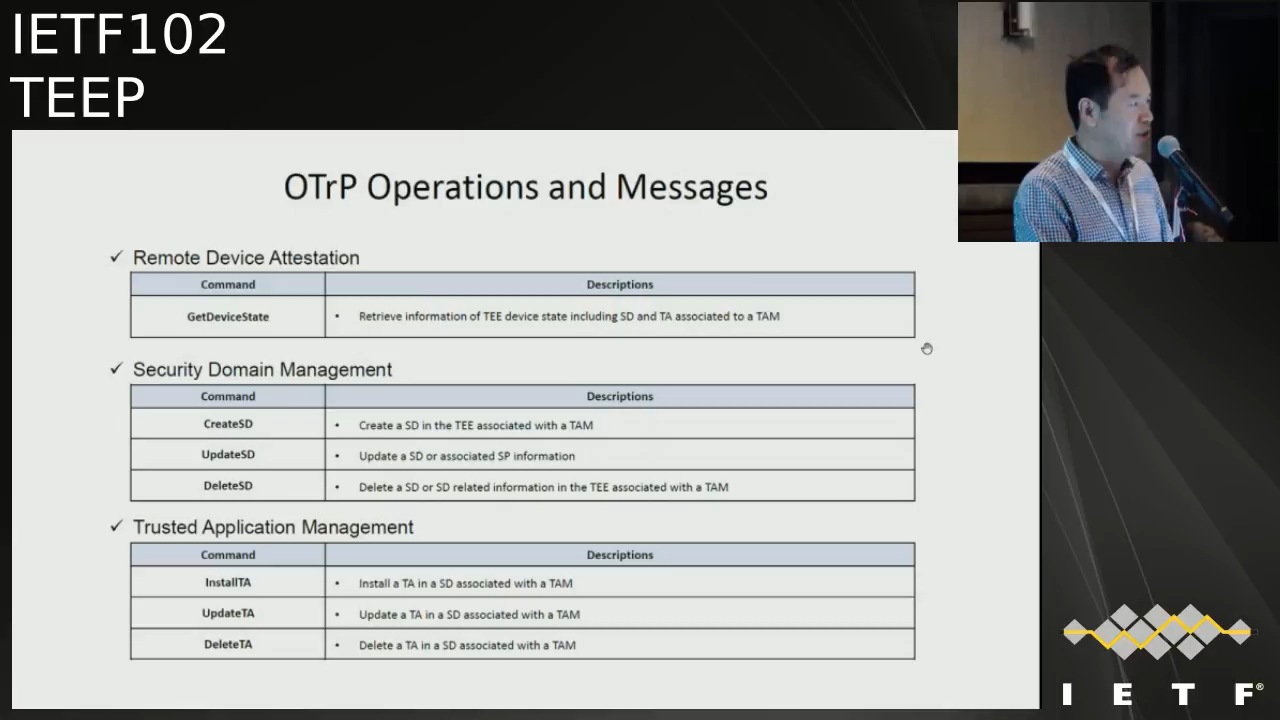 IETF102
TEEP
OTrP Operations and Messages
✓ Remote Device Attestation
Command Descriptions
GetDeviceState • Retrieve information of TEE device state including SD and TA associated to a TAM
✓ Security Domain Management
Command Descriptions
CreateSD • Create a SD in the TEE associated with a TAM
UpdateSD • Update a SD or associated SP information
DeleteSD • Delete a SD or SD related information in the TEE associated with a TAM
✓ Trusted Application Management
Command Descriptions
InstallTA • Install a TA in a SD associated with a TAM
UpdateTA • Update a TA in a SD associated with a TAM
DeleteTA • Delete a TA in a SD associated with a TAM
I E T F®